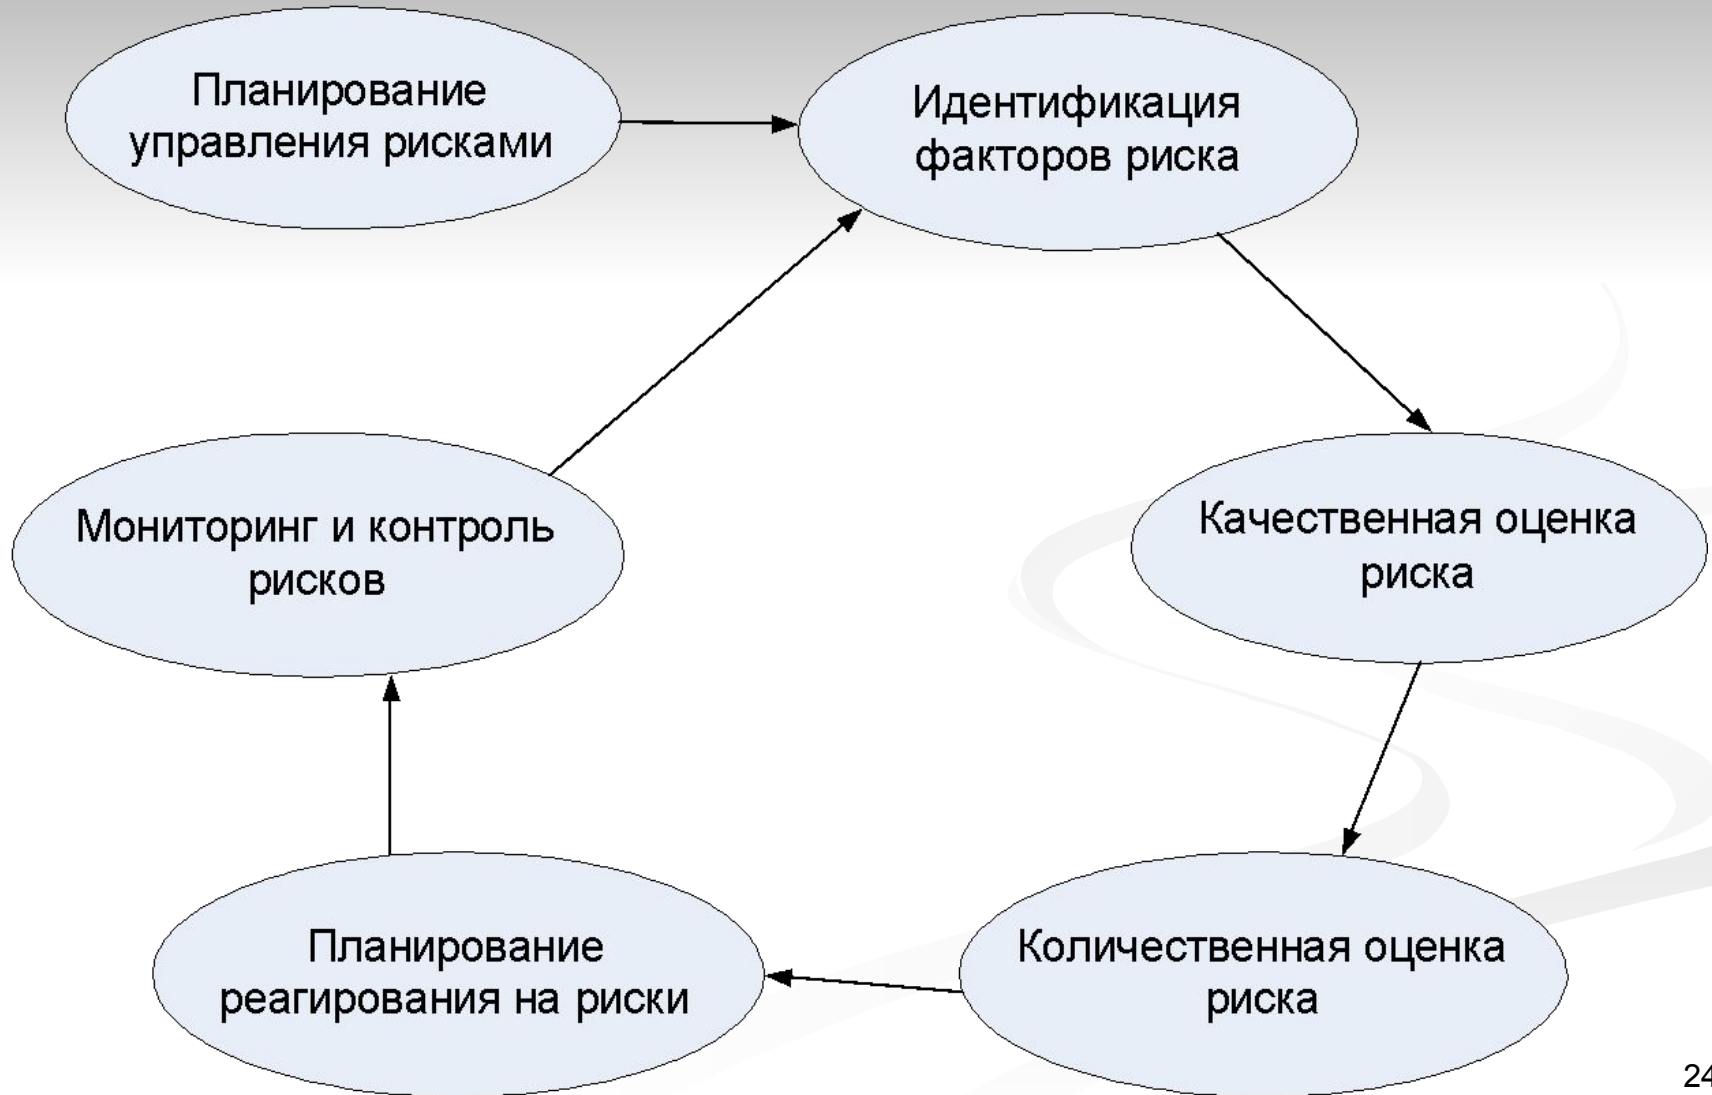 Планирование
управления рисками
Идентификация
факторов риска
Мониторинг и контроль
рисков
Качественная оценка
риска
Планирование
реагирования на риски
Количественная оценка
риска
24